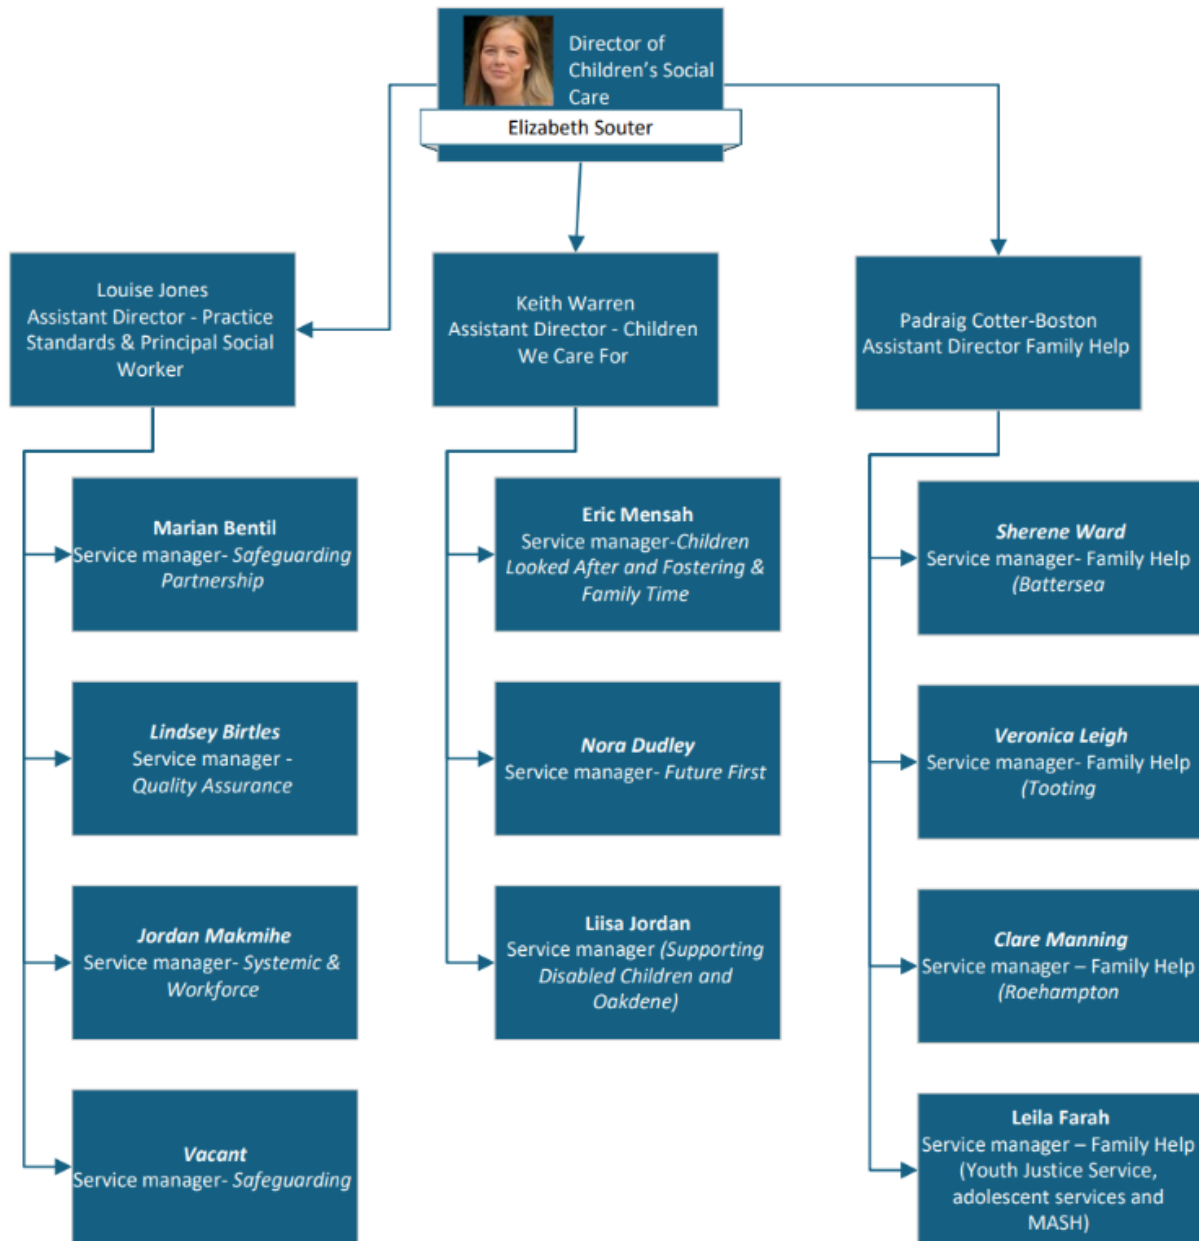 Director of
Children's Social
Care
Elizabeth Souter
Louise Jones
Assistant Director - Practice
Standards & Principal Social
Worker
Keith Warren
Assistant Director - Children
We Care For
Padraig Cotter-Boston
Assistant Director Family Help
Marian Bentil
Service manager- Safeguarding
Partnership
Lindsey Birtles
Service manager -
Quality Assurance
Jordan Makmihe
Service manager- Systemic &
Workforce
Vacant
Service manager- Safeguarding
Eric Mensah
Service manager-Children
Looked After and Fostering &
Family Time
Nora Dudley
Service manager- Future First
Liisa Jordan
Service manager (Supporting
Disabled Children and
Oakdene)
Sherene Ward
Service manager- Family Help
(Battersea
Veronica Leigh
Service manager- Family Help
(Tooting
Clare Manning
Service manager – Family Help
(Roehampton
Leila Farah
Service manager – Family Help
(Youth Justice Service,
adolescent services and
MASH)